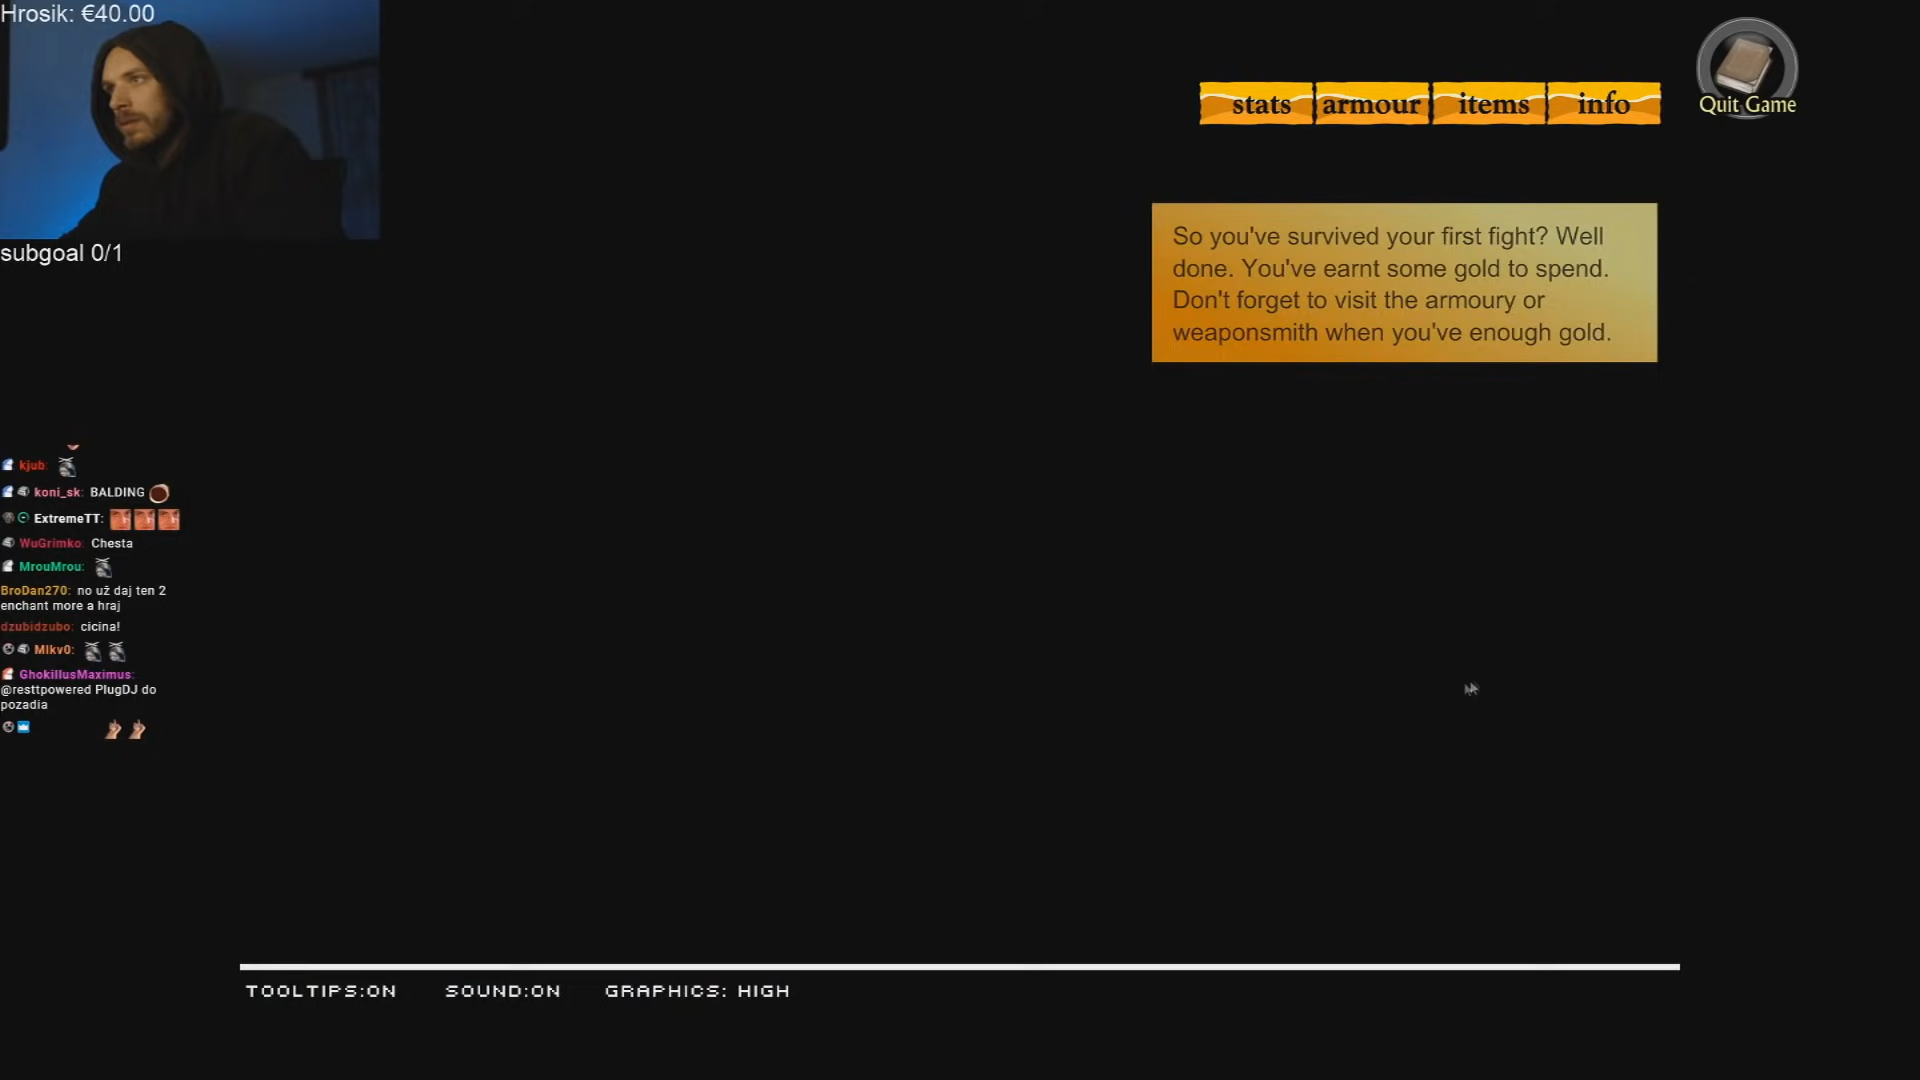 Hrosik: €40.00
subgoal 0/1
stats
armour
items
info
Quit Game
So you've survived your first fight? Well
done. You've earnt some gold to spend.
Don't forget to visit the armoury or
weaponsmith when you've enough gold.
kjub:
koni_sk: BALDING
ExtremeTT:
WuGrimko: Chesta
MrouMrou:
BroDan270: no už daj ten 2
enchant more a hraj
dzubidzubo: cicina!
Mlkv0:
GhokillusMaximus:
@resttpowered PlugDJ do
pozadia
TOOLTIPS:ON
SOUND:ON
GRAPHICS: HIGH